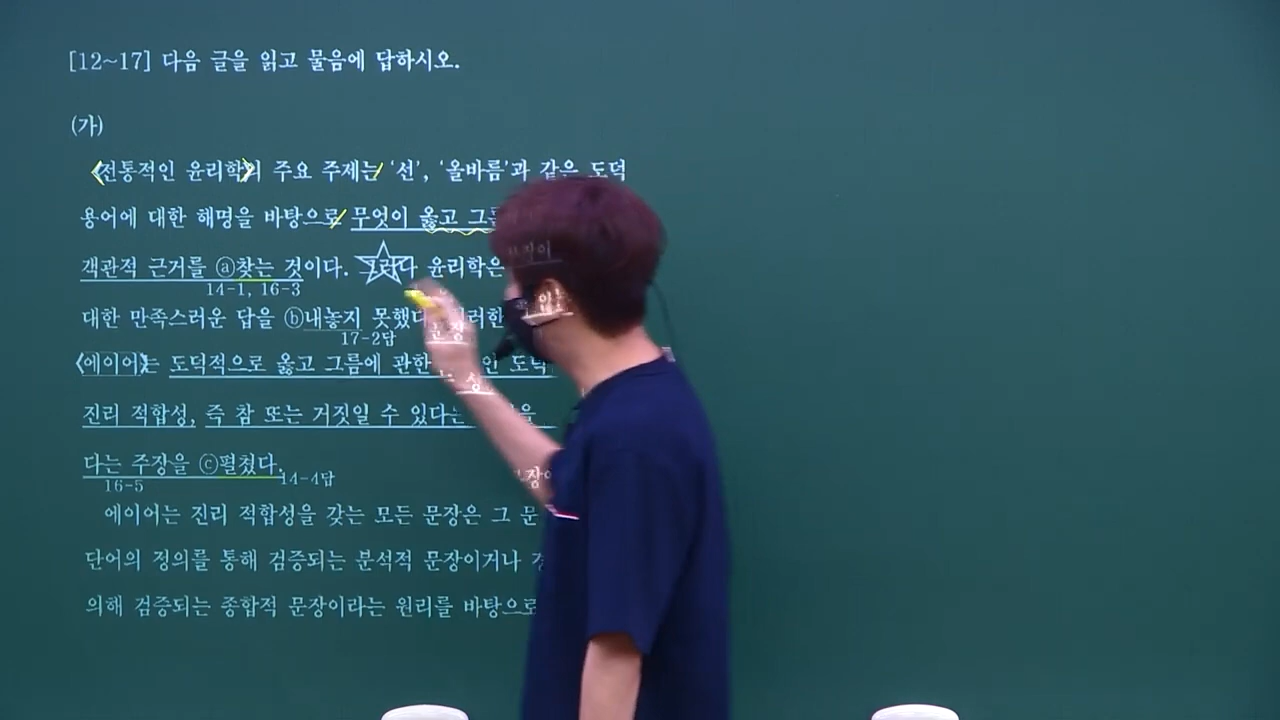 [12~17] 다음 글을 읽고 물음에 답하시오.
(가)
전통적인 윤리학의 주요 주제는 ‘선’, ‘올바름’과 같은 도덕
용어에 대한 해명을 바탕으로 무엇이 옳고
객관적 근거를 ⓐ찾는 것이다. 그러나 윤리학은
14-1, 16-3
대한 만족스러운 답을 ⓑ내놓지
17-2답
《에이어》는 도덕적으로 옳고 그름에 관한
진리 적합성, 즉 참 또는 거짓일 수
다는 주장을 ⓒ펼쳤다.
16-5 14-4답
에이어는 진리 적합성을 갖는 모든 문장은 그
단어의 정의를 통해 검증되는 분석적 문장이거나
의해 검증되는 종합적 문장이라는 원리를 바탕으로